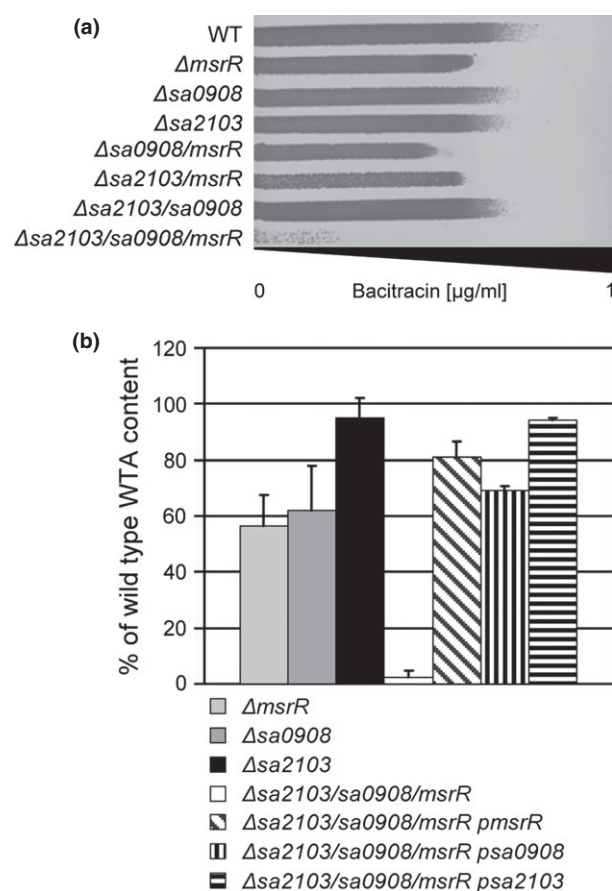 (a)
WT
ΔmsrR
Δsa0908
Δsa2103
Δsa0908/msrR
Δsa2103/msrR
Δsa2103/sa0908
Δsa2103/sa0908/msrR
0 Bacitracin [µg/ml] 1
(b)
% of wild type WTA content
120
100
80
60
40
20
0
ΔmsrR
Δsa0908
Δsa2103
Δsa2103/sa0908/msrR
Δsa2103/sa0908/msrR pmsrR
Δsa2103/sa0908/msrR psa0908
Δsa2103/sa0908/msrR psa2103